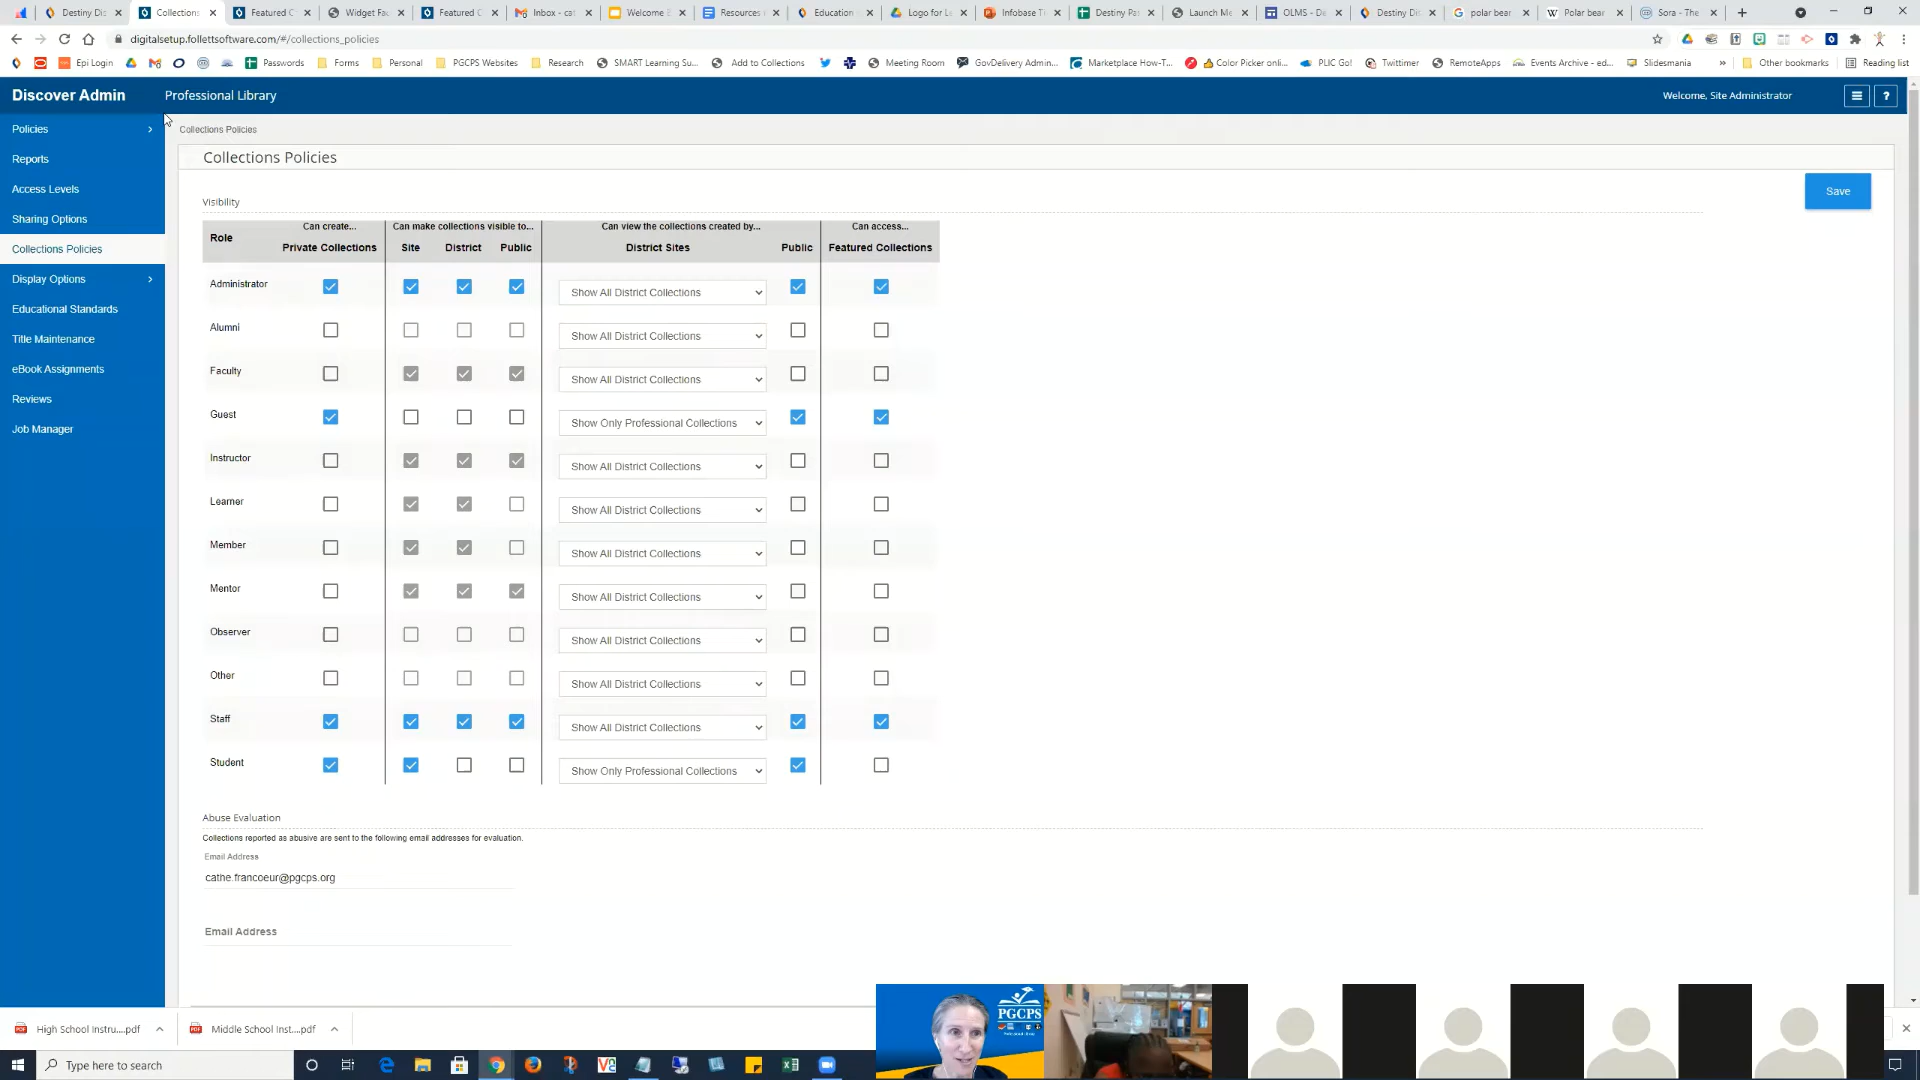 Destiny Dis
Collections
Featured C
Widget Fac
Featured C
Inbox - cat
Welcome B
Resources
Education
Logo for Le
Infobase Ti
Destiny Pa
Launch Me
OLMS - De
Destiny Dis
polar bear
Polar bear
Sora - The
digitalsetup.follettsoftware.com/#/collections_policies
Epi Login
Passwords
Forms
Personal
PGCPS Websites
Research
SMART Learning Su...
Add to Collections
Meeting Room
GovDelivery Admin...
Marketplace How-T...
Color Picker onlin...
PLIC Go!
Twittimer
RemoteApps
Events Archive - ed...
Slidesmania
»
Other bookmarks
Reading list
Discover Admin
Professional Library
Welcome, Site Administrator
?
Policies
Reports
Access Levels
Sharing Options
Collections Policies
Display Options
Educational Standards
Title Maintenance
eBook Assignments
Reviews
Job Manager
Collections Policies
Collections Policies
Save
Visibility
Role
Can create...
Private Collections
Can make collections visible to...
Site District Public
Can view the collections created by...
District Sites Public
Can access...
Featured Collections
Administrator Show All District Collections
Alumni Show All District Collections
Faculty Show All District Collections
Guest Show Only Professional Collections
Instructor Show All District Collections
Learner Show All District Collections
Member Show All District Collections
Mentor Show All District Collections
Observer Show All District Collections
Other Show All District Collections
Staff Show All District Collections
Student Show Only Professional Collections
Abuse Evaluation
Collections reported as abusive are sent to the following email addresses for evaluation.
Email Address
cathe.francoeur@pgcps.org
Email Address
High School Instru....pdf
Middle School Inst....pdf
PGCPS
Type here to search